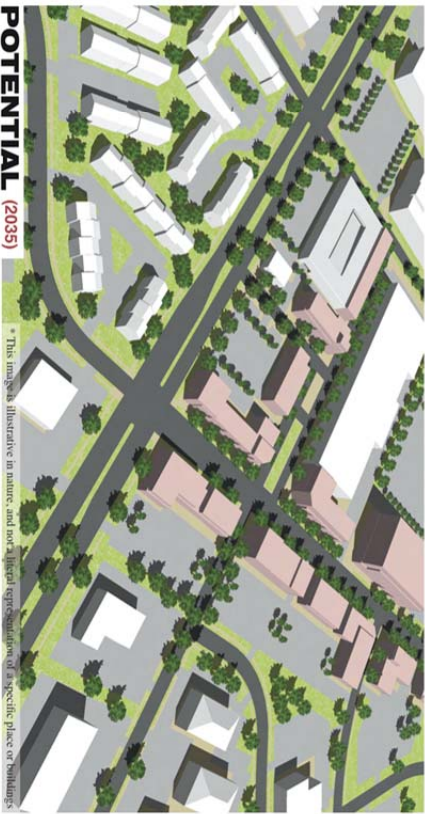 POTENTIAL (2035)
* This image is illustrative in nature, and not a literal representation of a specific place or buildings